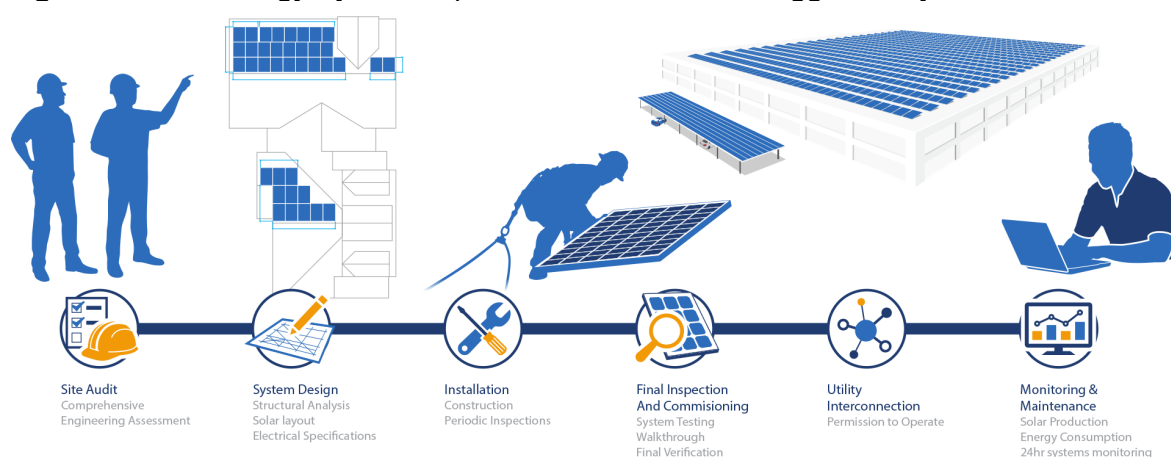 Site Audit
Comprehensive
Engineering Assessment
System Design
Structural Analysis
Solar layout
Electrical Specifications
Installation
Construction
Periodic Inspections
Final Inspection
And Commisioning
System Testing
Walkthrough
Final Verification
Utility
Interconnection
Permission to Operate
Monitoring &
Maintenance
Solar Production
Energy Consumption
24hr systems monitoring